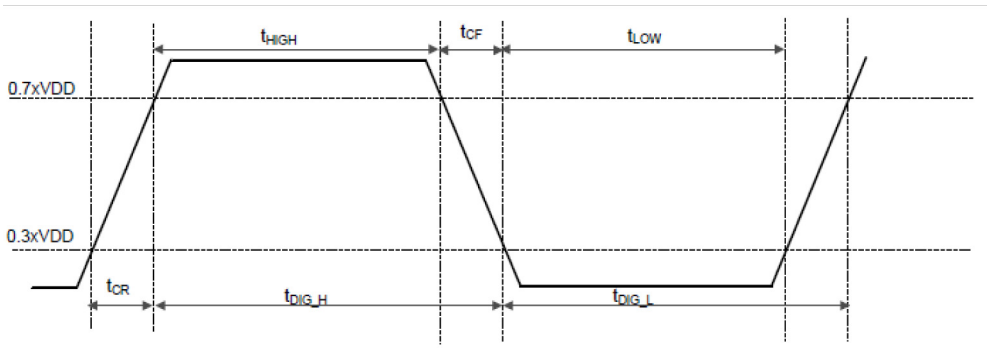 tHIGH tCF tLOW
0.7xVDD
0.3xVDD
tCR tDIG_H tDIG_L